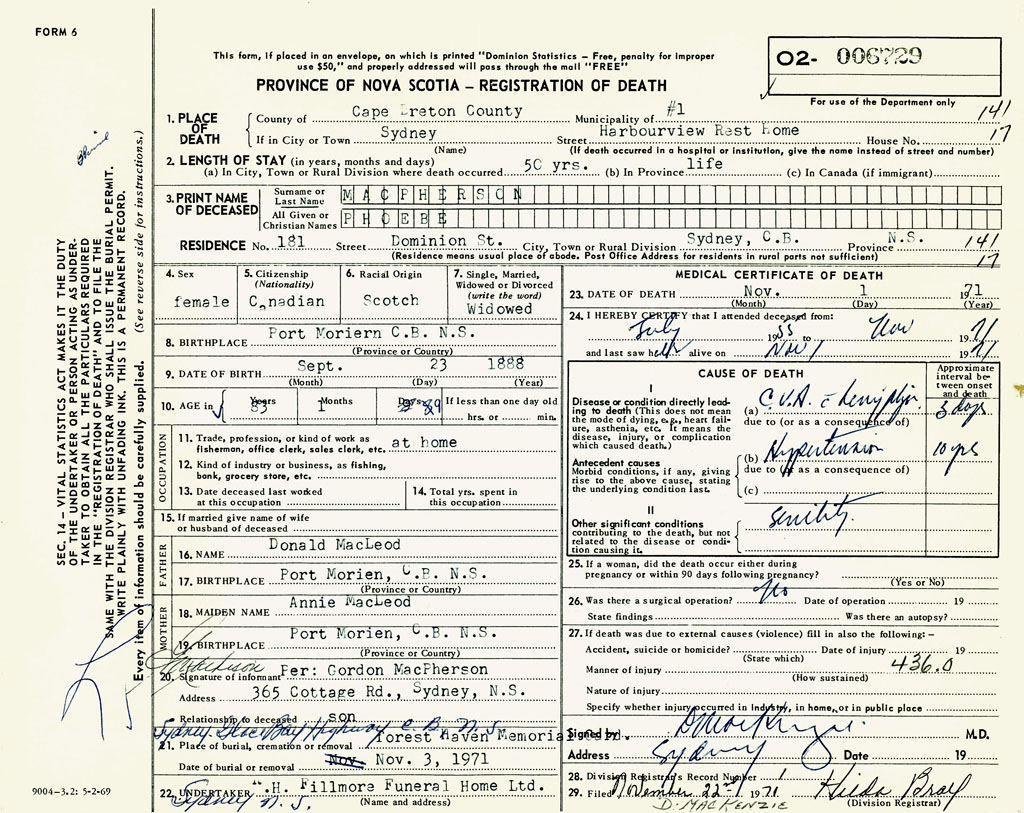 FORM 6
This form, if placed in an envelope, on which is printed "Dominion Statistics – Free, penalty for improper
use $50," and properly addressed will pass through the mail "FREE"
PROVINCE OF NOVA SCOTIA – REGISTRATION OF DEATH
O2- 006729
For use of the Department only
1. PLACE OF DEATH County of Cape Breton County Municipality of #1 141
If in City or Town Sydney Street Harbourview Rest Home House No. 17
(Name) (If death occurred in a hospital or institution, give the name instead of street and number)
2. LENGTH OF STAY (in years, months and days)
(a) In City, Town or Rural Division where death occurred 50 yrs. (b) In Province life (c) In Canada (if immigrant)
3. PRINT NAME OF DECEASED Surname or Last Name MACPHERSON
All Given or Christian Names PHOEBE
RESIDENCE No. 181 Street Dominion St. City, Town or Rural Division Sydney, C.B. Province N.S. 141
(Residence means usual place of abode. Post Office Address for residents in rural parts not sufficient) 17
4. Sex female
5. Citizenship (Nationality) Canadian
6. Racial Origin Scotch
7. Single, Married, Widowed or Divorced (write the word) Widowed
8. BIRTHPLACE Port Moriern C.B. N.S.
(Province or Country)
9. DATE OF BIRTH Sept. 23 1888
(Month) (Day) (Year)
10. AGE in Years 83 Months 1 Days 9 If less than one day old
hrs. or min.
OCCUPATION
11. Trade, profession, or kind of work as fisherman, office clerk, sales clerk, etc. at home
12. Kind of industry or business, as fishing, bank, grocery store, etc.
13. Date deceased last worked at this occupation
14. Total yrs. spent in this occupation
15. If married give name of wife or husband of deceased
FATHER
16. NAME Donald MacLeod
17. BIRTHPLACE Port Morien, C.B. N.S.
(Province or Country)
MOTHER
18. MAIDEN NAME Annie MacLeod
19. BIRTHPLACE Port Morien, C.B. N.S.
(Province or Country)
20. Signature of informant Per: Gordon MacPherson
Address 365 Cottage Rd., Sydney, N.S.
Relationship to deceased son
Sydney Glace Bay Highway C.B. N.S.
21. Place of burial, cremation or removal Forest Haven Memorial Gard.
Date of burial or removal Nov. Nov. 3, 1971
22. UNDERTAKER W.H. Fillmore Funeral Home Ltd.
Sydney N.S. (Name and address)
MEDICAL CERTIFICATE OF DEATH
23. DATE OF DEATH Nov. 1 1971
(Month) (Day) (Year)
24. I HEREBY CERTIFY that I attended deceased from:
July 1955 to Nov 1971
and last saw her alive on Nov 1 1971
CAUSE OF DEATH
Approximate interval between onset and death
I
Disease or condition directly leading to death (This does not mean the mode of dying, e.g., heart failure, asthenia, etc. It means the disease, injury, or complication which caused death.)
(a) C.V.A. 3 days
due to (or as a consequence of)
Antecedent causes
Morbid conditions, if any, giving rise to the above cause, stating the underlying condition last.
(b) Hypertension 10 yrs
due to (or as a consequence of)
(c)
II
Other significant conditions contributing to the death, but not related to the disease or condition causing it.
senility.
25. If a woman, did the death occur either during pregnancy or within 90 days following pregnancy?
(Yes or No)
26. Was there a surgical operation? No Date of operation 19
State findings Was there an autopsy?
27. If death was due to external causes (violence) fill in also the following:–
Accident, suicide or homicide? Date of injury 19
(State which) 436.0
Manner of injury
(How sustained)
Nature of injury
Specify whether injury occurred in industry, in home, or in public place
Signed by D MacKenzie M.D.
Address Sydney Date 19
28. Division Registrar's Record Number 1
29. Filed November 22nd 1971 Hilda Bray
D. MACKENZIE (Division Registrar)
SEC. 14 – VITAL STATISTICS ACT MAKES IT THE DUTY
OF THE UNDERTAKER OR PERSON ACTING AS UNDER-
TAKER TO OBTAIN ALL THE PARTICULARS REQUIRED
IN THE "REGISTRATION OF DEATH" AND TO FILE THE
SAME WITH THE DIVISION REGISTRAR WHO SHALL ISSUE THE BURIAL PERMIT.
WRITE PLAINLY WITH UNFADING INK. THIS IS A PERMANENT RECORD.
Every item of information should be carefully supplied. (See reverse side for instructions.)
9004-3.2: 5-2-69